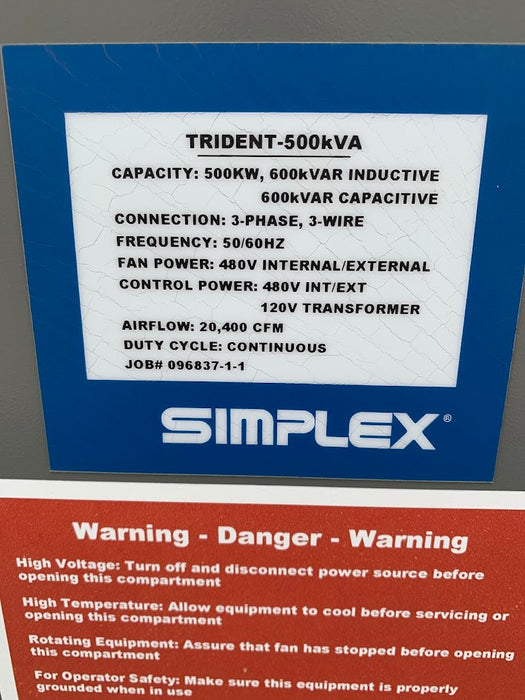 TRIDENT-500kVA
CAPACITY: 500KW, 600kVAR INDUCTIVE
600kVAR CAPACITIVE
CONNECTION: 3-PHASE, 3-WIRE
FREQUENCY: 50/60HZ
FAN POWER: 480V INTERNAL/EXTERNAL
CONTROL POWER: 480V INT/EXT
120V TRANSFORMER
AIRFLOW: 20,400 CFM
DUTY CYCLE: CONTINUOUS
JOB# 096837-1-1
SIMPLEX®
Warning - Danger - Warning
High Voltage: Turn off and disconnect power source before
opening this compartment
High Temperature: Allow equipment to cool before servicing or
opening this compartment
Rotating Equipment: Assure that fan has stopped before opening
this compartment
For Operator Safety: Make sure this equipment is properly
grounded when in use